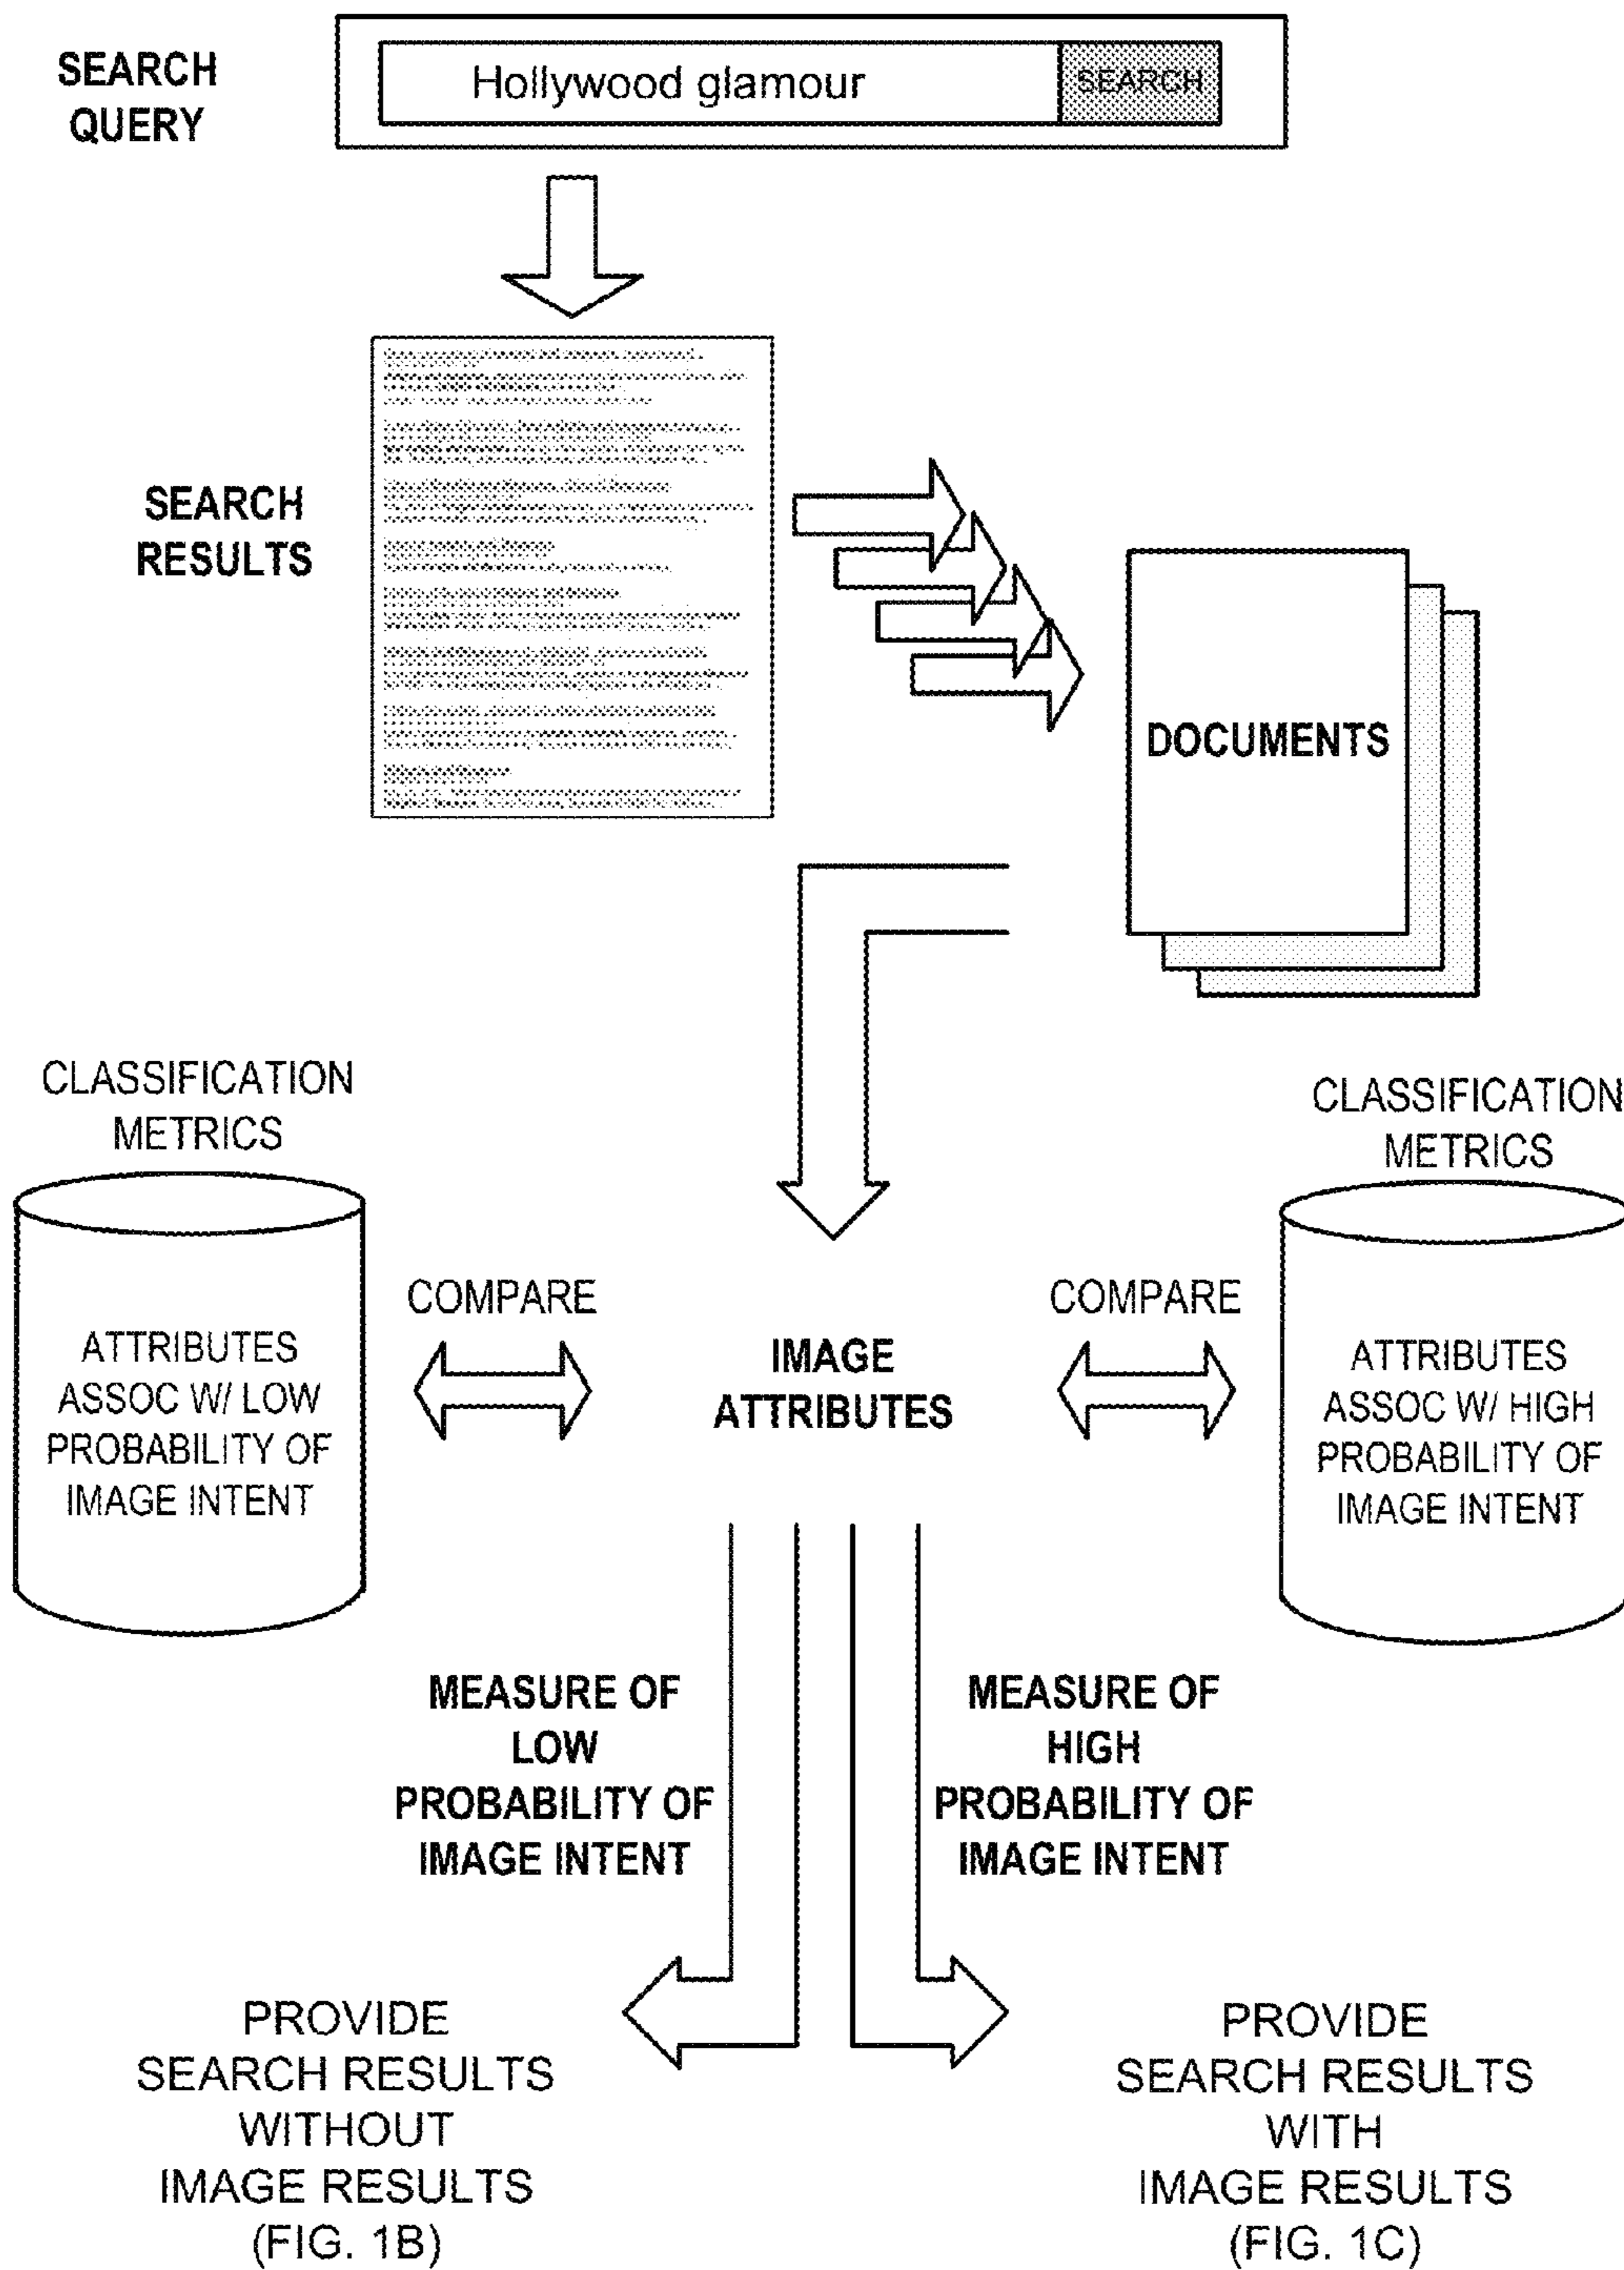 SEARCH
QUERY
Hollywood glamour
SEARCH
SEARCH
RESULTS
DOCUMENTS
CLASSIFICATION
METRICS
CLASSIFICATION
METRICS
ATTRIBUTES
ASSOC W/ LOW
PROBABILITY OF
IMAGE INTENT
COMPARE
IMAGE
ATTRIBUTES
COMPARE
ATTRIBUTES
ASSOC W/ HIGH
PROBABILITY OF
IMAGE INTENT
MEASURE OF
LOW
PROBABILITY OF
IMAGE INTENT
MEASURE OF
HIGH
PROBABILITY OF
IMAGE INTENT
PROVIDE
SEARCH RESULTS
WITHOUT
IMAGE RESULTS
(FIG. 1B)
PROVIDE
SEARCH RESULTS
WITH
IMAGE RESULTS
(FIG. 1C)